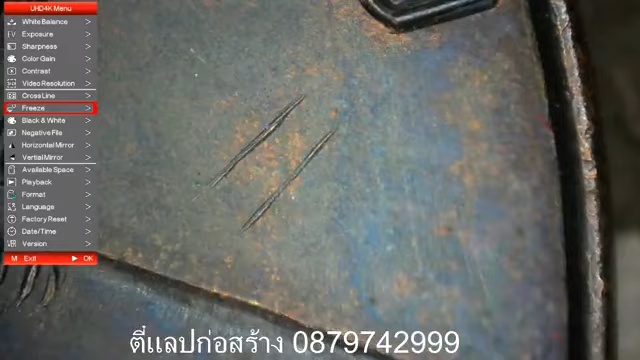 UHD4K Menu
White Balance >
EV Exposure >
Sharpness >
Color Gain >
Contrast >
Video Resolution >
Cross Line >
Freeze >
Black & White >
Negative File >
Horizontal Mirror >
Vertial Mirror >
Available Space >
Playback >
Format >
Language >
Factory Reset >
Date/Time >
VER Version >
M Exit ▶ OK
ตี๋แลปก่อสร้าง 0879742999